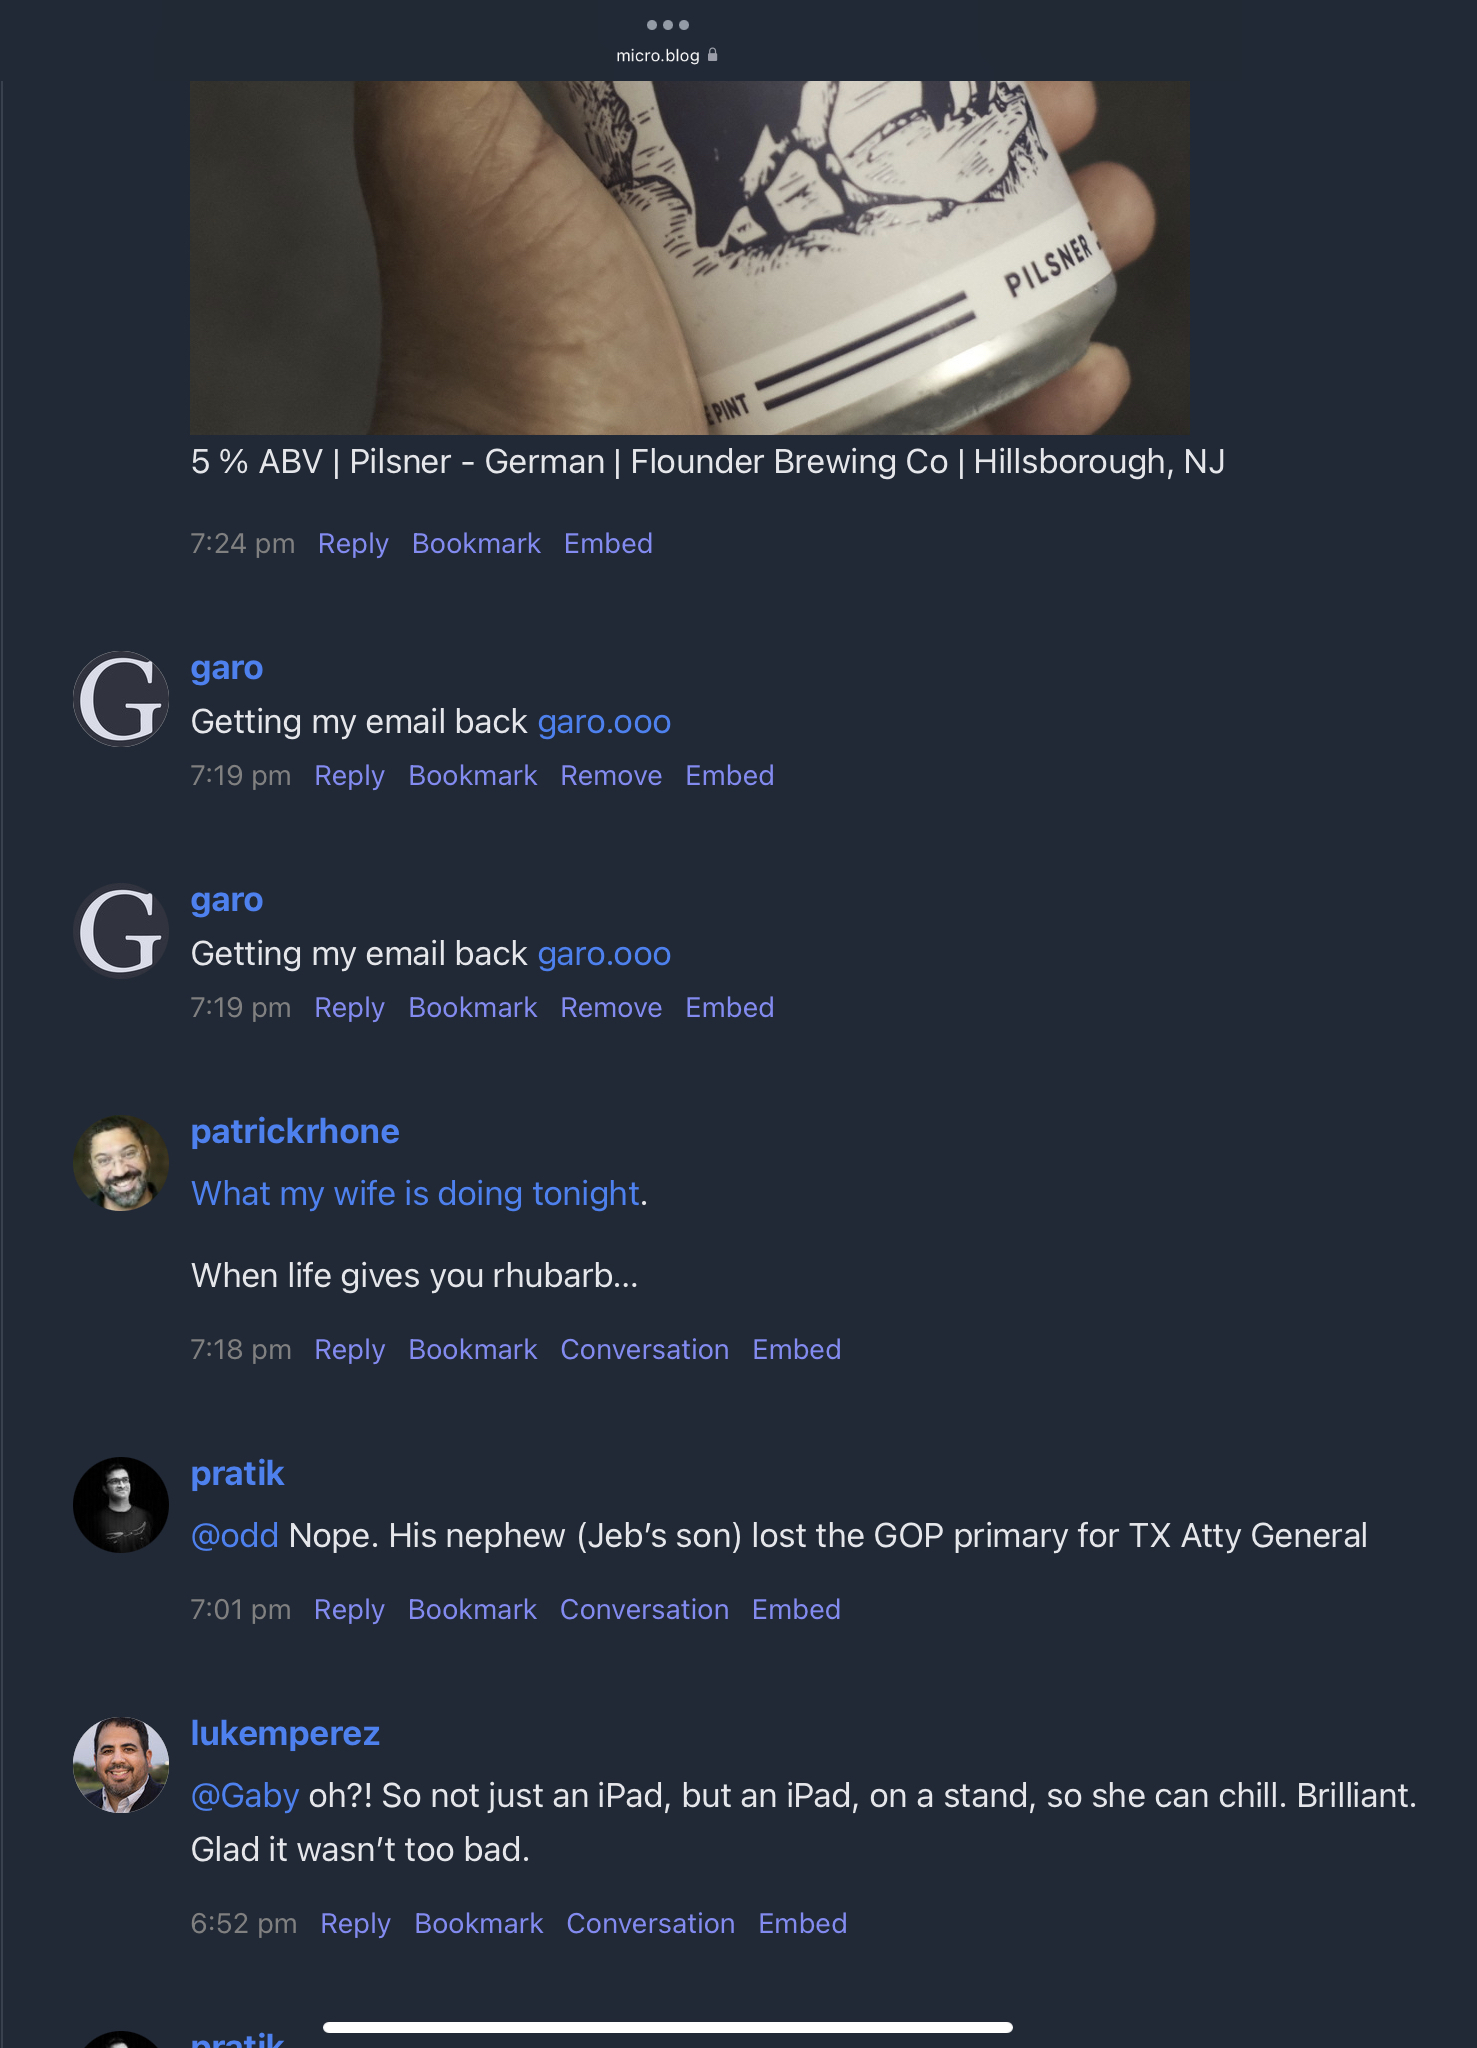 micro.blog
PILSNER
PINT
5 % ABV | Pilsner - German | Flounder Brewing Co | Hillsborough, NJ
7:24 pm Reply Bookmark Embed
G
garo
Getting my email back garo.ooo
7:19 pm Reply Bookmark Remove Embed
G
garo
Getting my email back garo.ooo
7:19 pm Reply Bookmark Remove Embed
patrickrhone
What my wife is doing tonight.
When life gives you rhubarb...
7:18 pm Reply Bookmark Conversation Embed
pratik
@odd Nope. His nephew (Jeb’s son) lost the GOP primary for TX Atty General
7:01 pm Reply Bookmark Conversation Embed
lukemperez
@Gaby oh?! So not just an iPad, but an iPad, on a stand, so she can chill. Brilliant.
Glad it wasn’t too bad.
6:52 pm Reply Bookmark Conversation Embed
pratik